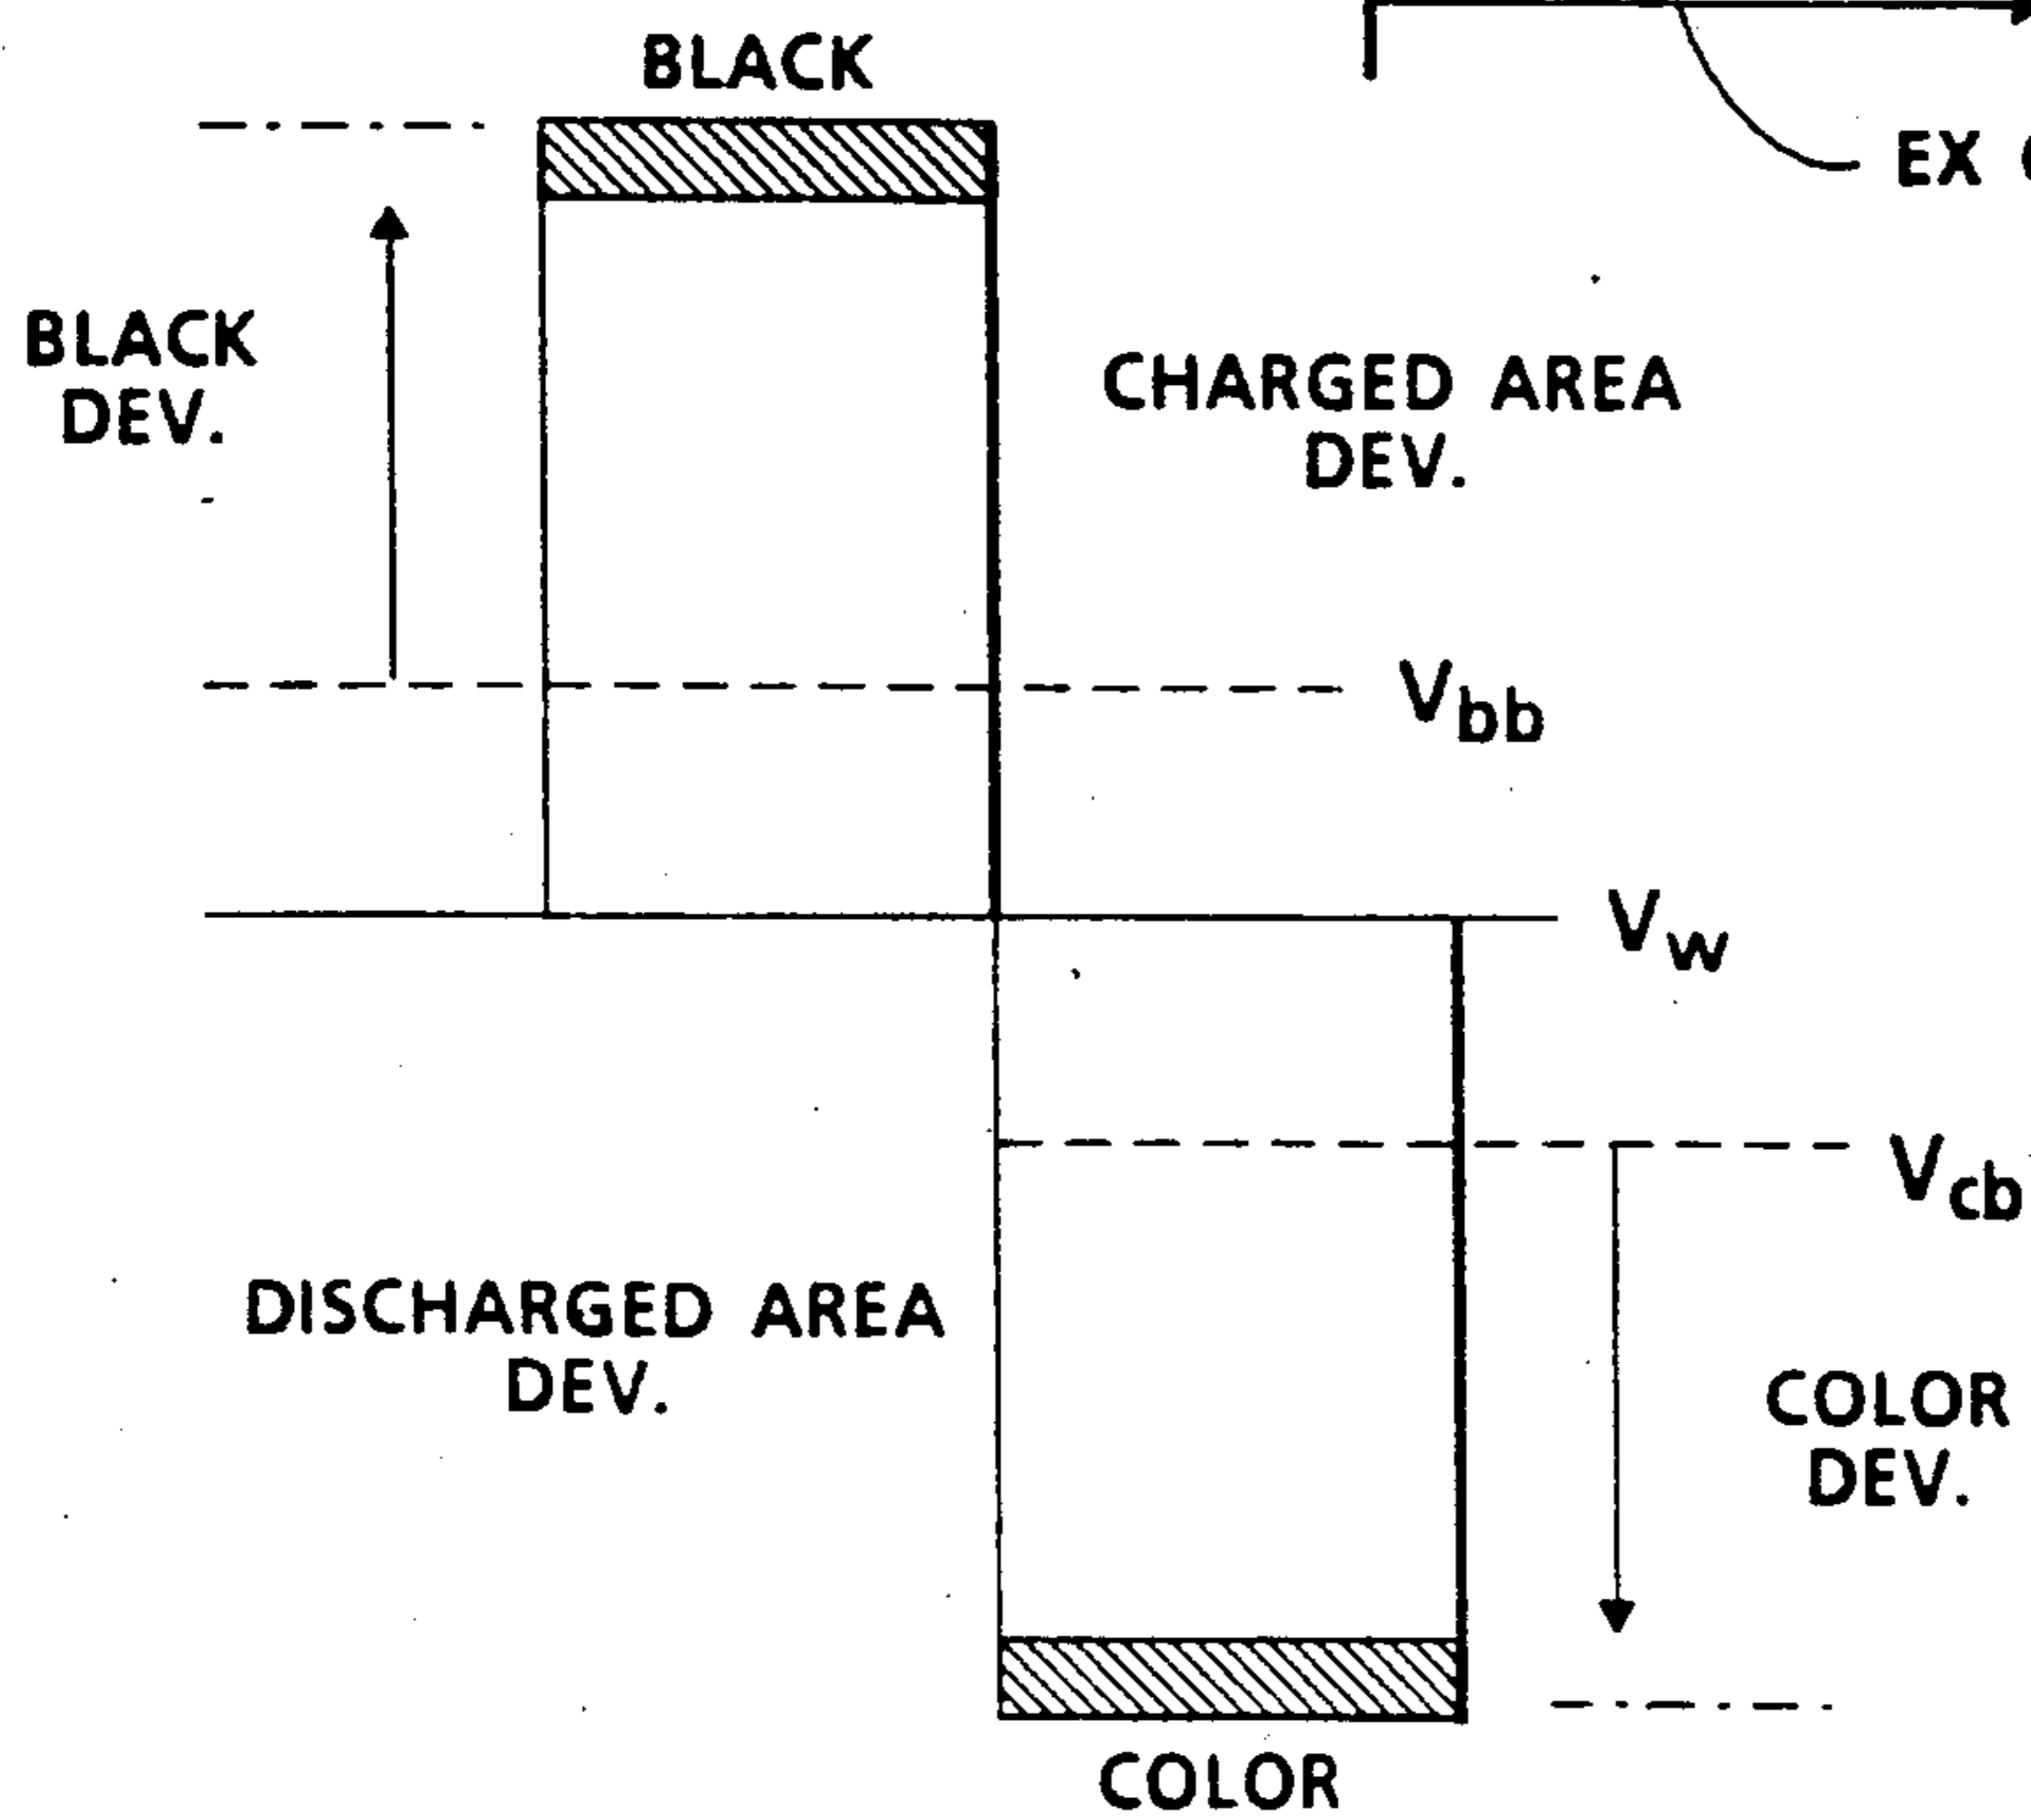 BLACK
EX
BLACK
DEV.
CHARGED AREA
DEV.
Vbb
Vw
Vcb
DISCHARGED AREA
DEV.
COLOR
DEV.
COLOR